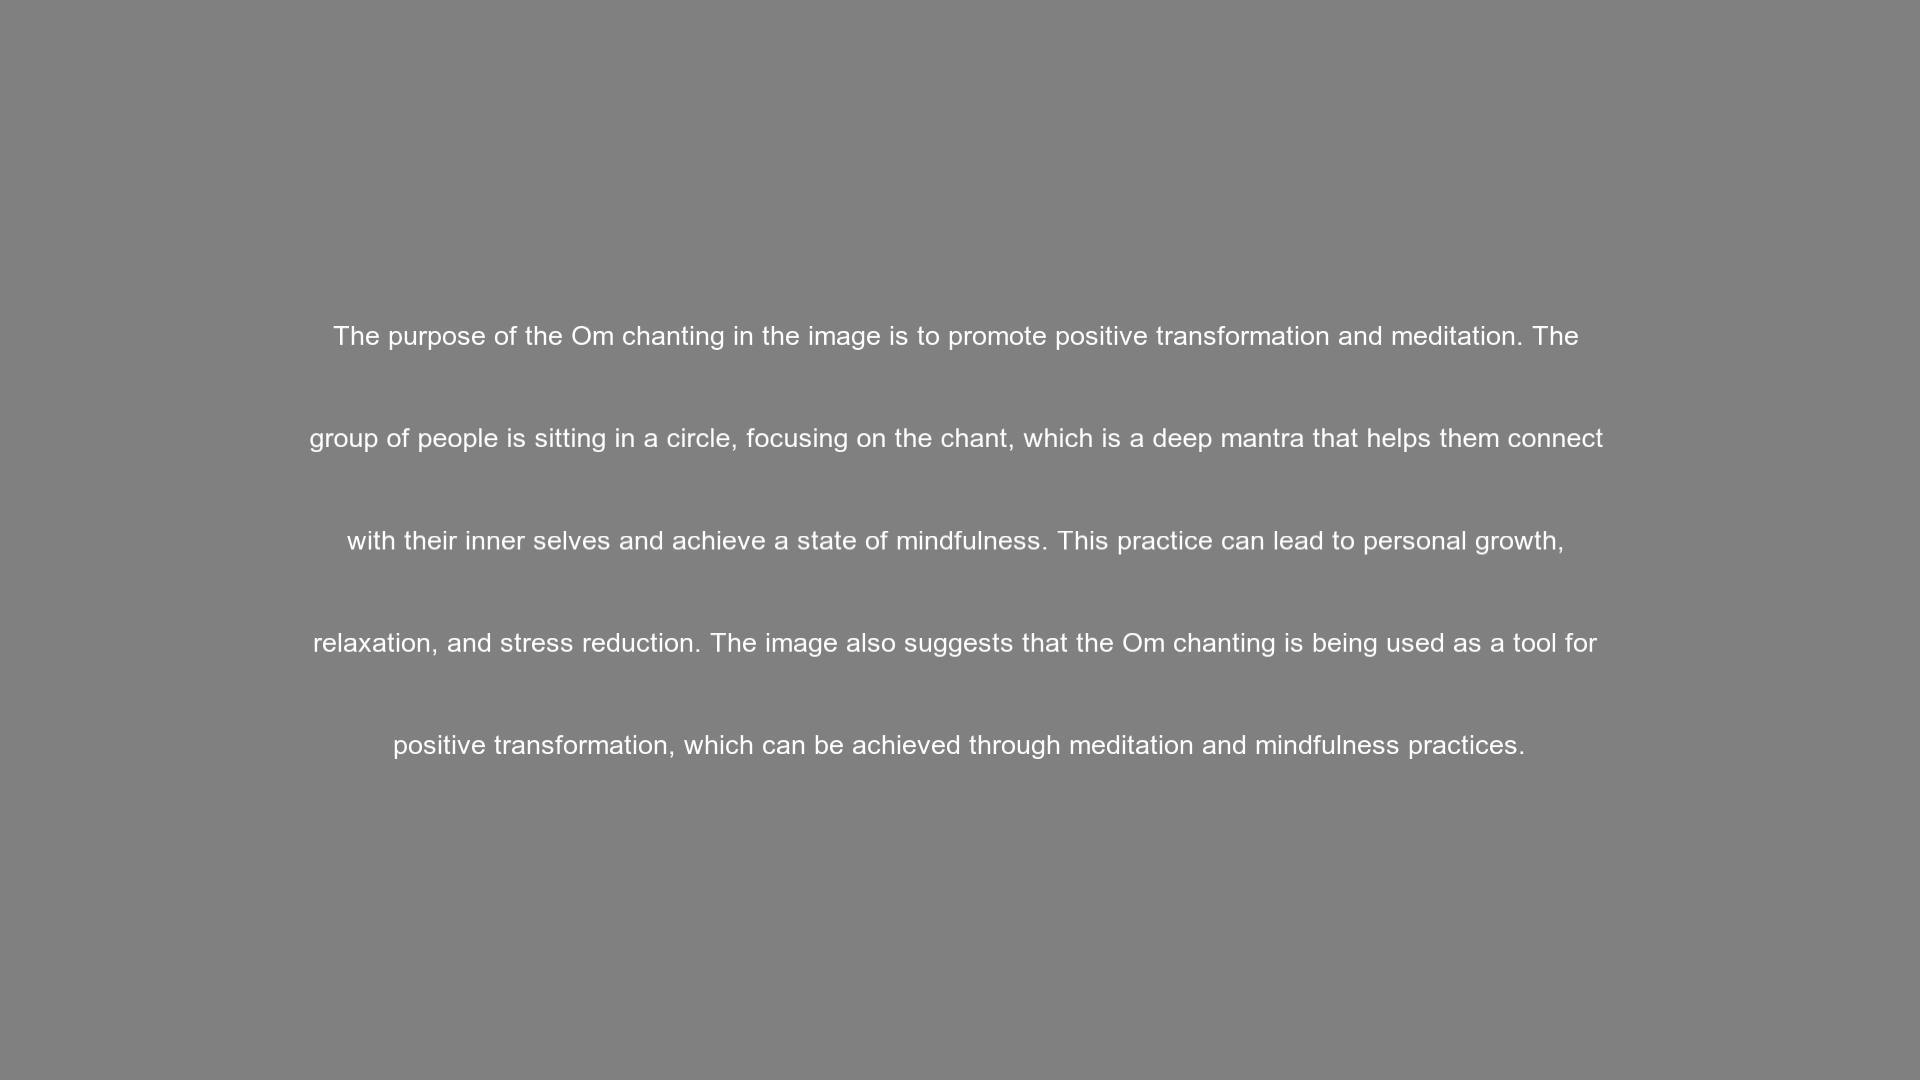 The purpose of the Om chanting in the image is to promote positive transformation and meditation. The
group of people is sitting in a circle, focusing on the chant, which is a deep mantra that helps them connect
with their inner selves and achieve a state of mindfulness. This practice can lead to personal growth,
relaxation, and stress reduction. The image also suggests that the Om chanting is being used as a tool for
positive transformation, which can be achieved through meditation and mindfulness practices.